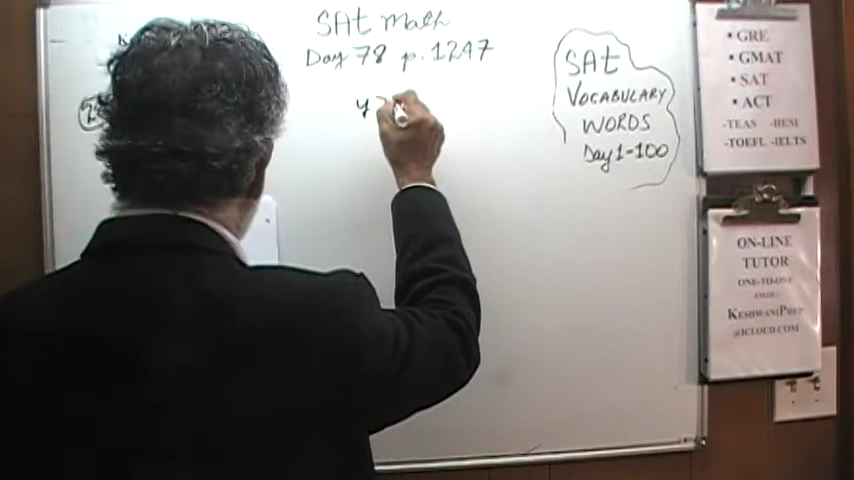 SAt Math
Day 78 p. 1247
y
SAt
VOCABULARY
WORDS
Day 1-100
• GRE
• GMAT
• SAT
• ACT
-TEAS -HESI
-TOEFL -IELTS
ON-LINE
TUTOR
ONE-TO-ONE
EMAIL:
KESHWANIPREP
@ICLOUD.COM